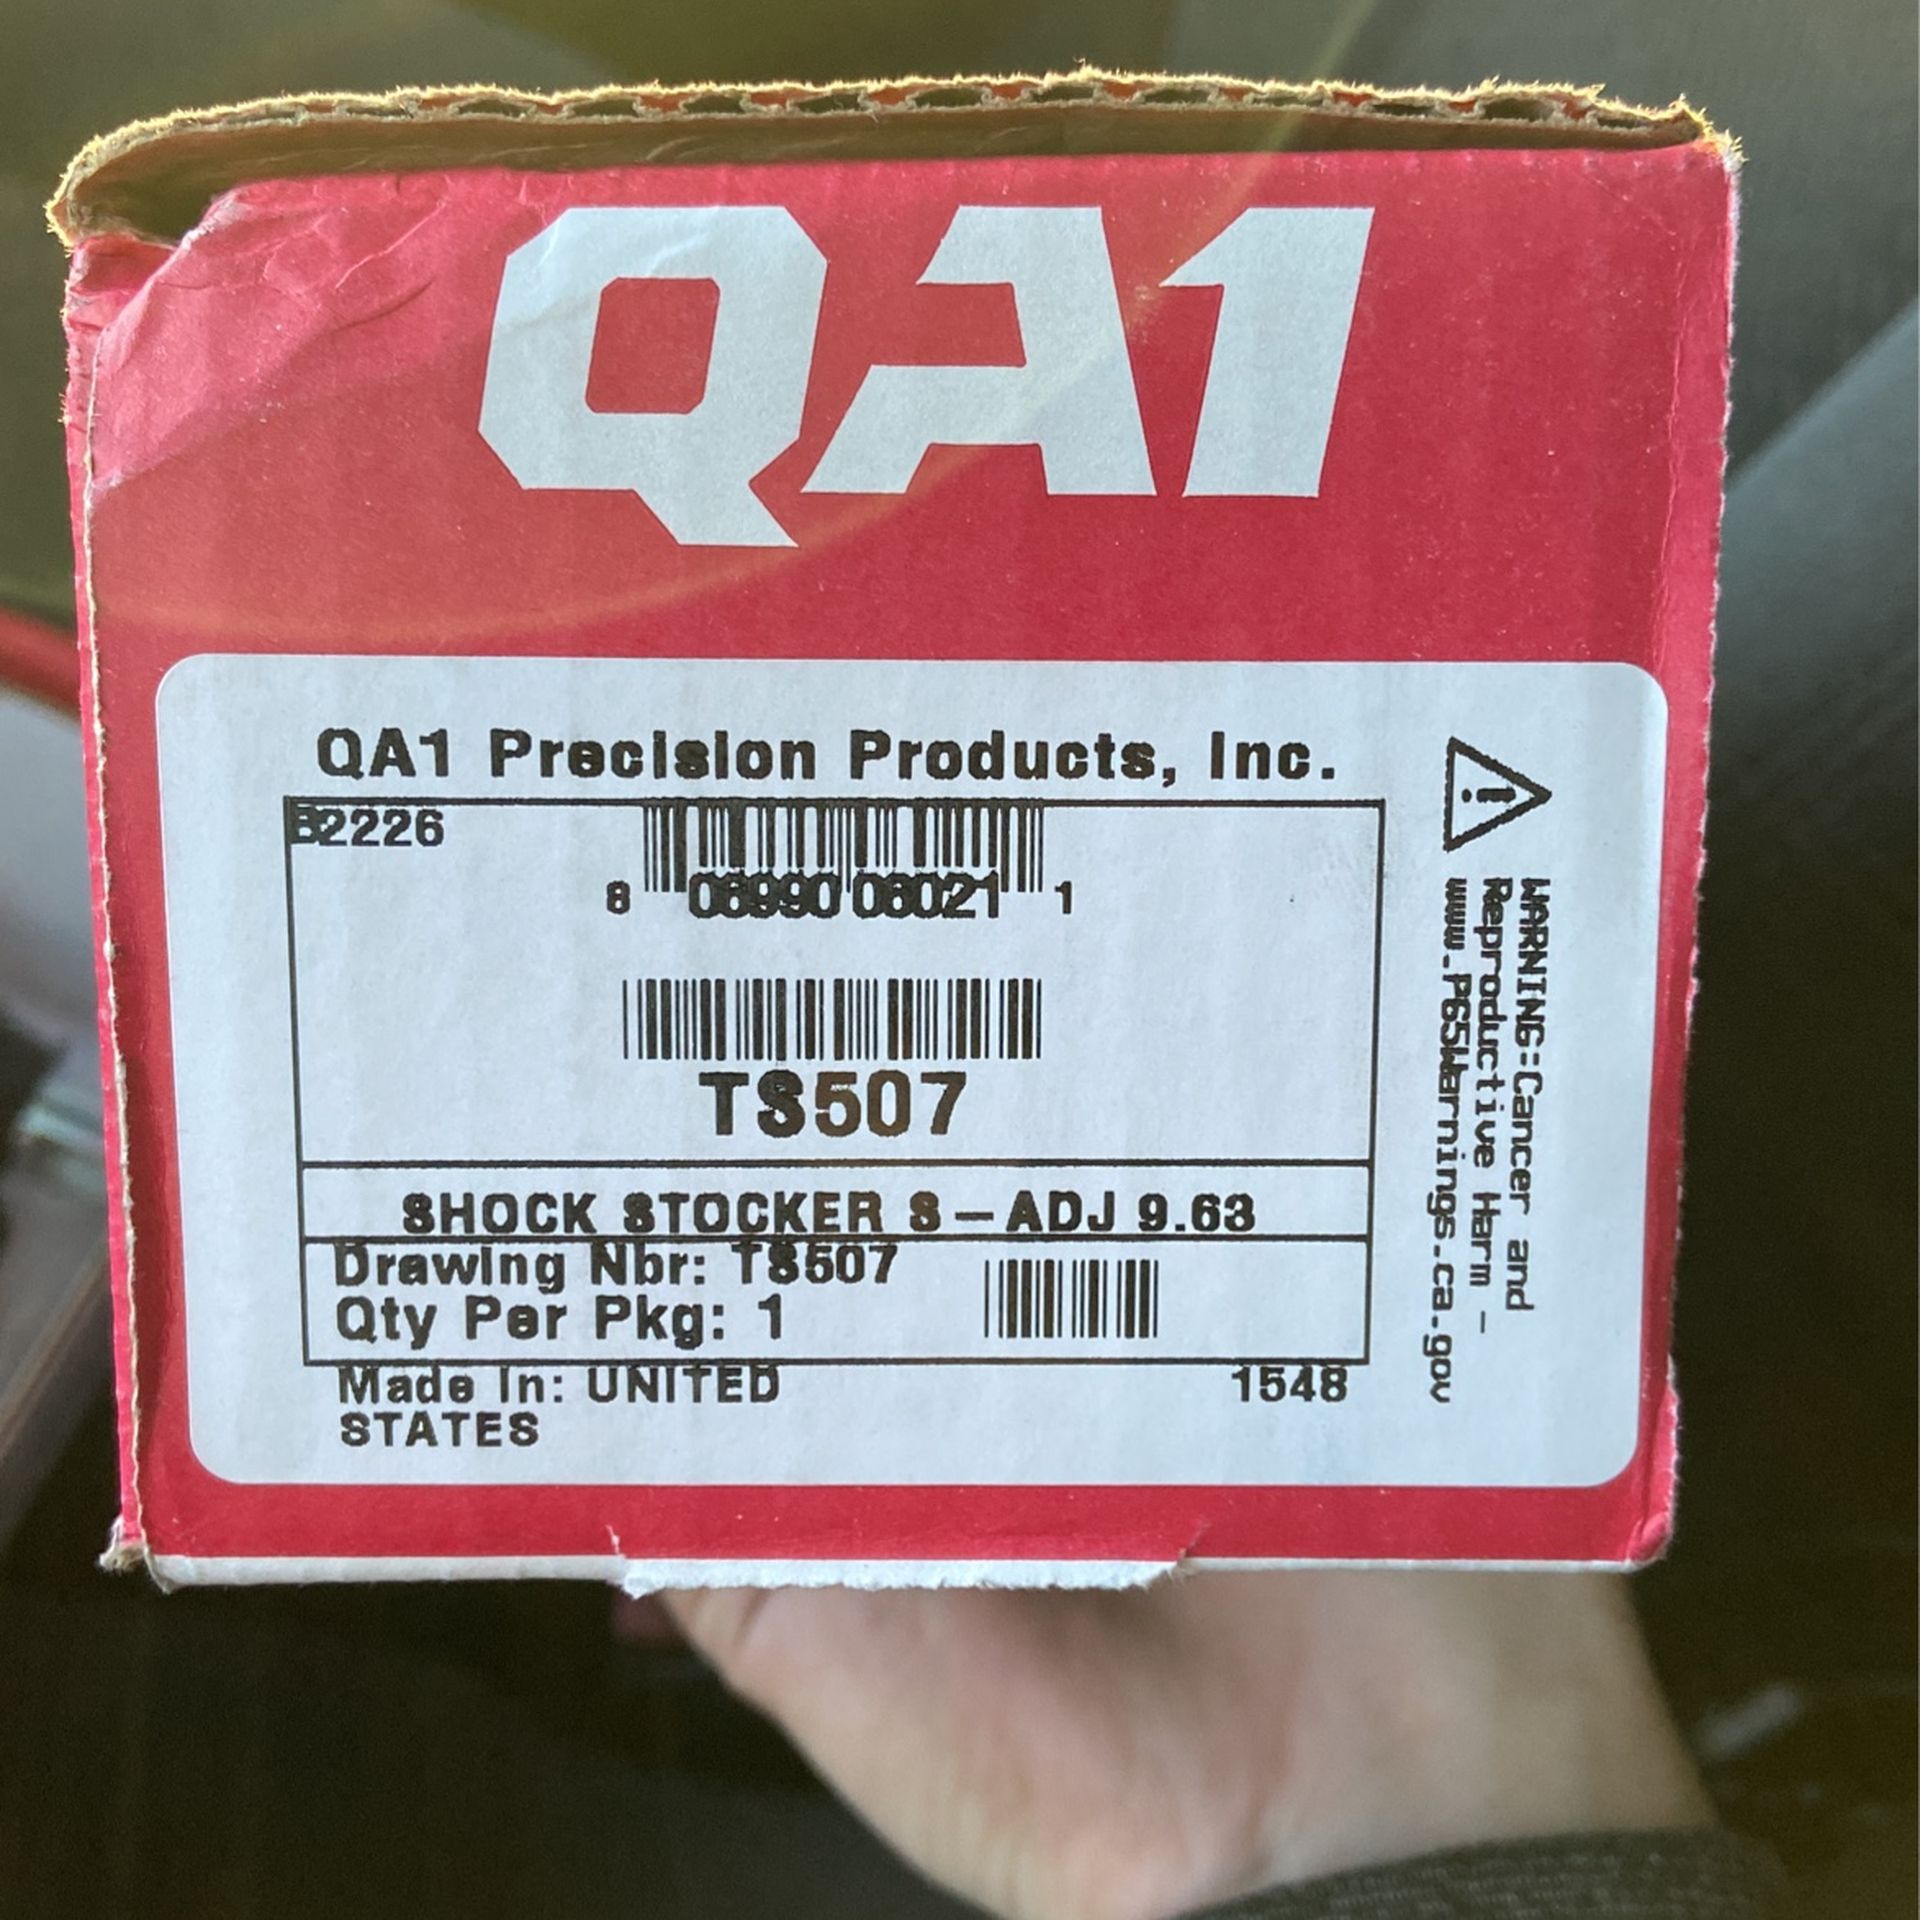 QA1
QA1 Precision Products, Inc.
B2226
8 06990 06021 1
TS507
SHOCK STOCKER S-ADJ 9.63
Drawing Nbr: TS507
Qty Per Pkg: 1
Made In: UNITED
STATES
1548
WARNING:Cancer and
Reproductive Harm -
www.P65Warnings.ca.gov